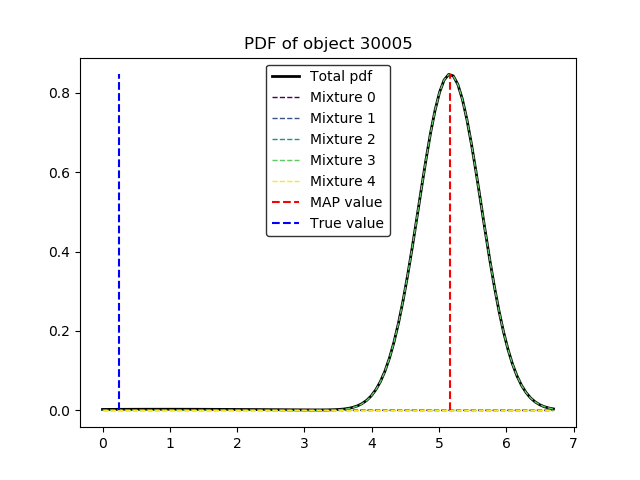 PDF of object 30005
Total pdf
Mixture 0
Mixture 1
Mixture 2
Mixture 3
Mixture 4
MAP value
True value
0.8
0.6
0.4
0.2
0.0
0 1 2 3 4 5 6 7